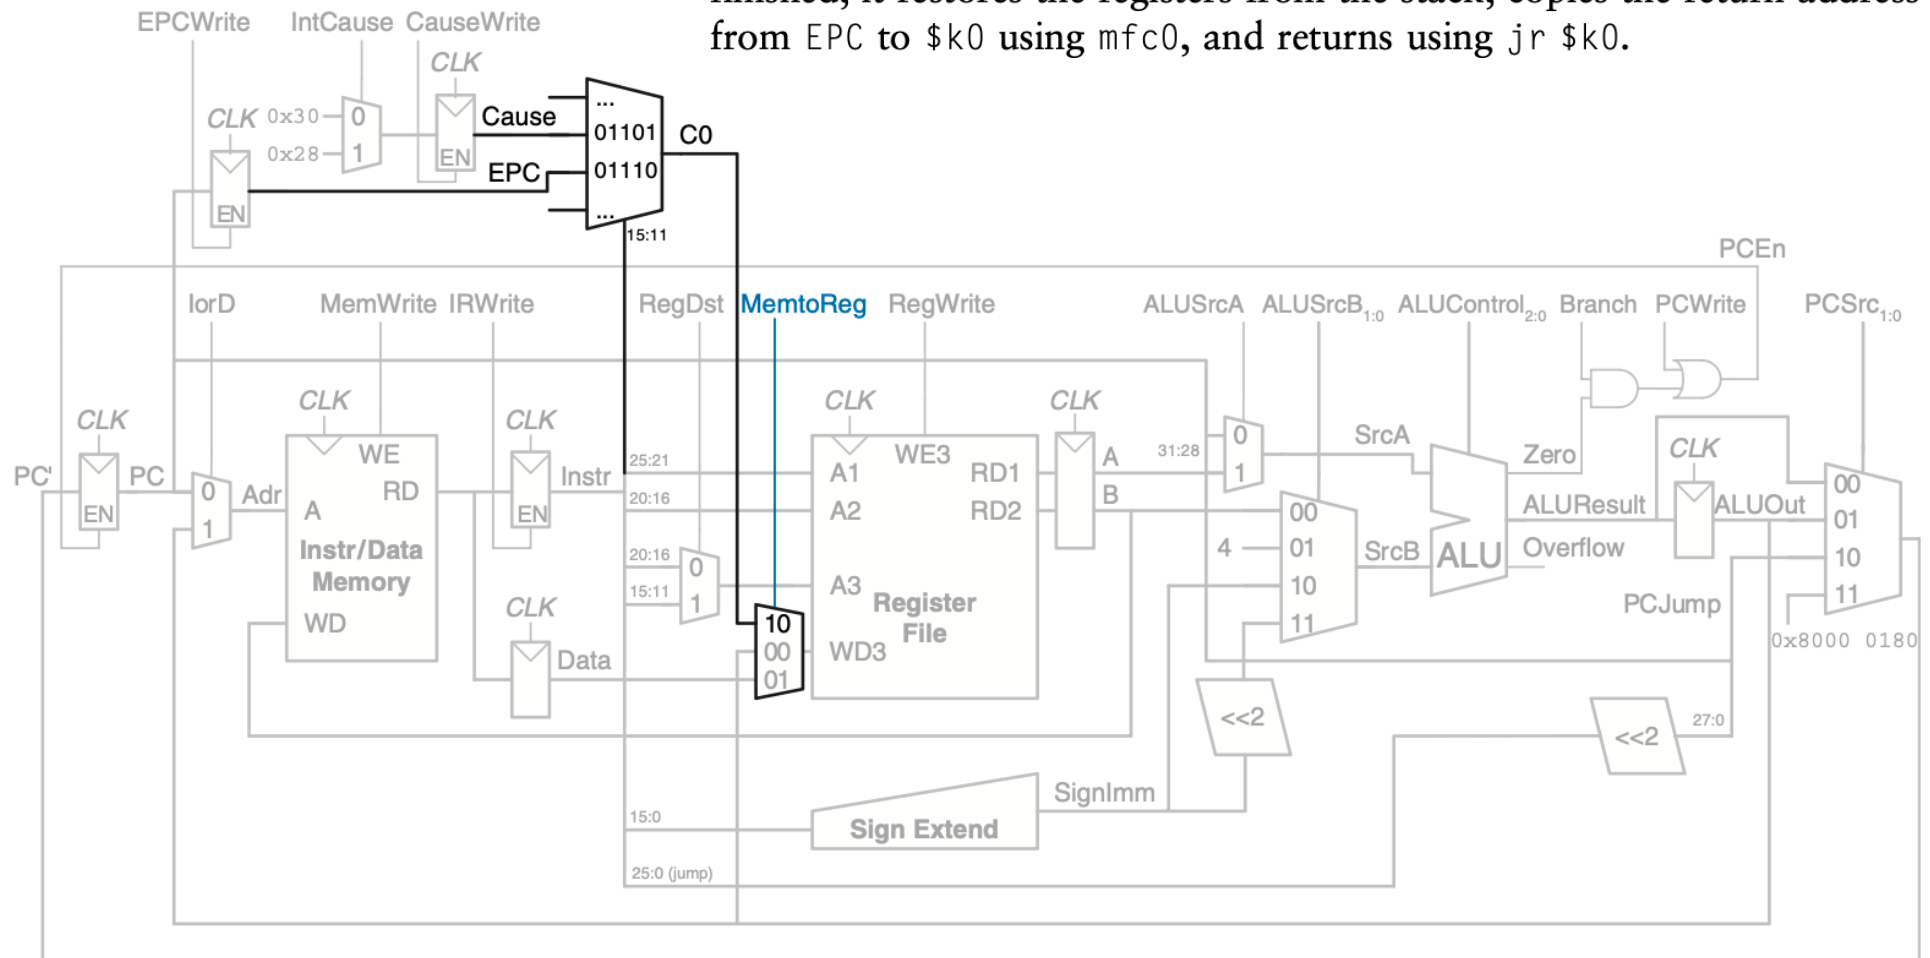 finished, it restores the registers from the stack, copies the return address
from EPC to $k0 using mfc0, and returns using jr $k0.
EPCWrite IntCause CauseWrite
CLK
...
CLK 0x30 0 Cause 01101 C0
0x28 1 EN EPC 01110
EN ...
15:11
PCEn
IorD MemWrite IRWrite RegDst MemtoReg RegWrite ALUSrcA ALUSrcB1:0 ALUControl2:0 Branch PCWrite PCSrc1:0
CLK CLK CLK CLK CLK CLK
WE WE3 0 SrcA Zero
25:21 A1 RD1 A 31:28 1
PC' PC 0 Adr A RD Instr 00
EN 1 EN 20:16 A2 RD2 B 00 ALUResult ALUOut 01
Instr/Data
Memory
4 01 SrcB ALU Overflow 10
20:16 0
15:11 1 A3 10 PCJump 11
Register
File
CLK WD 10 11 0x8000 0180
Data 00 WD3
01
<<2 <<2 27:0
SignImm
15:0 Sign Extend
25:0 (jump)